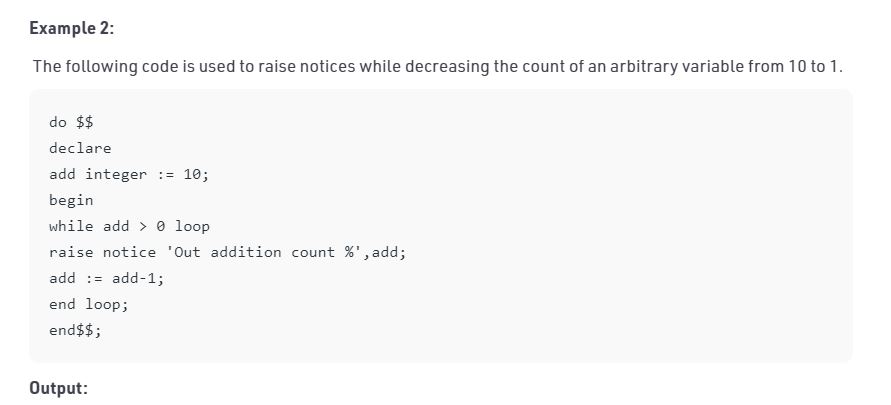 Example 2:
The following code is used to raise notices while decreasing the count of an arbitrary variable from 10 to 1.
do $$
declare
add integer := 10;
begin
while add > 0 loop
raise notice 'Out addition count %',add;
add := add-1;
end loop;
end$$;
Output: